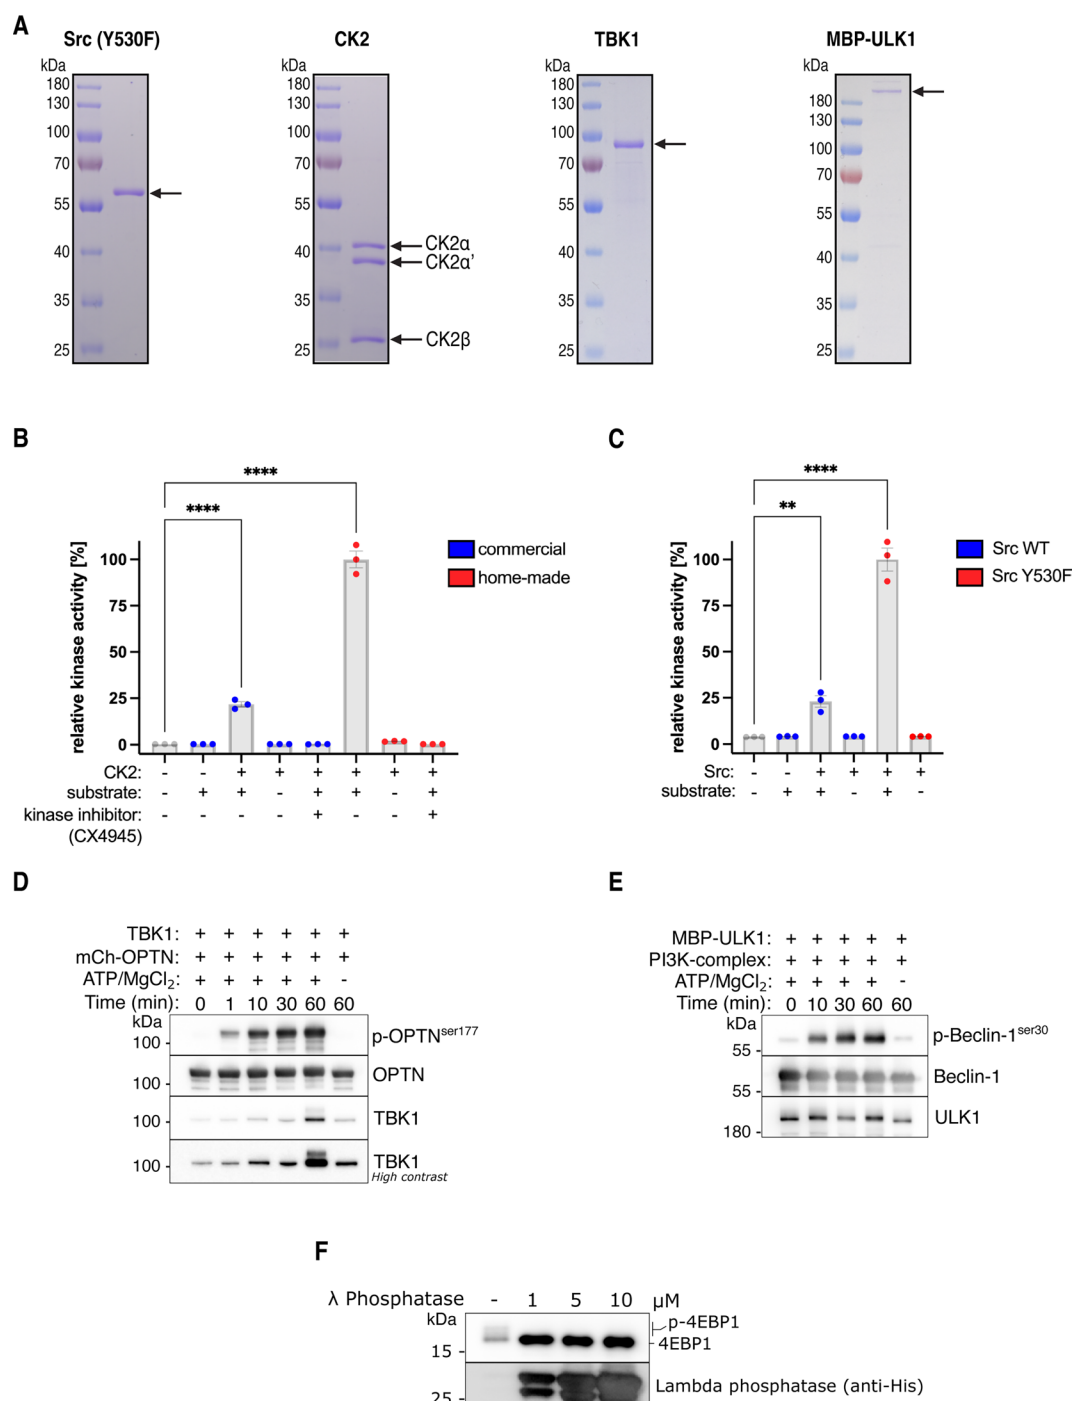 A
Src (Y530F)
CK2
TBK1
MBP-ULK1
kDa
180
130
100
70
55
40
35
25
kDa
180
130
100
70
55
40
35
25
CK2α
CK2α’
CK2β
kDa
180
130
100
70
55
40
35
25
kDa
180
130
100
70
55
40
35
25
B
relative kinase activity [%]
100
75
50
25
0
****
****
commercial
home-made
CK2: - - + + + + + +
substrate: - + + - + + - +
kinase inhibitor - - - - + - - +
(CX4945)
C
relative kinase activity [%]
100
75
50
25
0
****
**
Src WT
Src Y530F
Src: - - + + + +
substrate: - + + - + -
D
TBK1: + + + + + +
mCh-OPTN: + + + + + +
ATP/MgCl2: + + + + + -
Time (min): 0 1 10 30 60 60
kDa
100 - p-OPTNser177
100 - OPTN
100 - TBK1
100 - TBK1
High contrast
E
MBP-ULK1: + + + + +
PI3K-complex: + + + + +
ATP/MgCl2: + + + + -
Time (min): 0 10 30 60 60
kDa
55 - p-Beclin-1ser30
55 - Beclin-1
180 - ULK1
F
λ Phosphatase - 1 5 10 μM
kDa
p-4EBP1
4EBP1
15 -
Lambda phosphatase (anti-His)
25 -